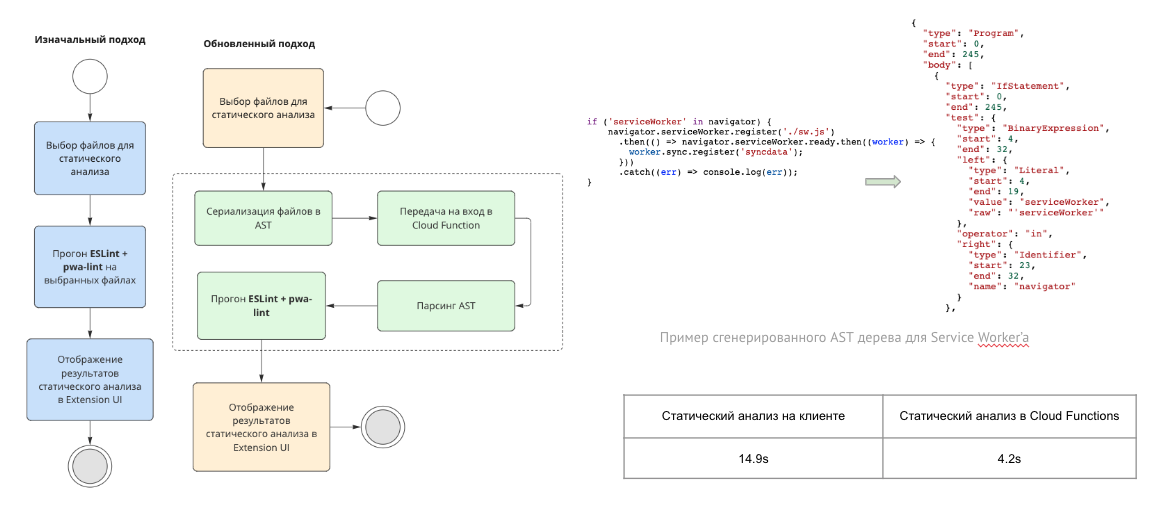 Изначальный подход
Выбор файлов для
статического
анализа
Прогон ESLint +
pwa-lint на
выбранных файлах
Отображение
результатов
статического анализа
в Extension UI
Обновленный подход
Выбор файлов для
статического анализа
Сериализация файлов в
AST
Передача на вход в
Cloud Function
Парсинг AST
Прогон ESLint + pwa-
lint
Отображение
результатов
статического анализа в
Extension UI
if ('serviceWorker' in navigator) {
navigator.serviceWorker.register('./sw.js')
.then(() => navigator.serviceWorker.ready.then((worker) => {
worker.sync.register('syncdata');
}))
.catch((err) => console.log(err));
}
{
"type": "Program",
"start": 0,
"end": 245,
"body": [
{
"type": "IfStatement",
"start": 0,
"end": 245,
"test": {
"type": "BinaryExpression",
"start": 4,
"end": 32,
"left": {
"type": "Literal",
"start": 4,
"end": 19,
"value": "serviceWorker",
"raw": "'serviceWorker'"
},
"operator": "in",
"right": {
"type": "Identifier",
"start": 23,
"end": 32,
"name": "navigator"
}
},
Пример сгенерированного AST дерева для Service Worker'a
Статический анализ на клиенте
Статический анализ в Cloud Functions
14.9s
4.2s